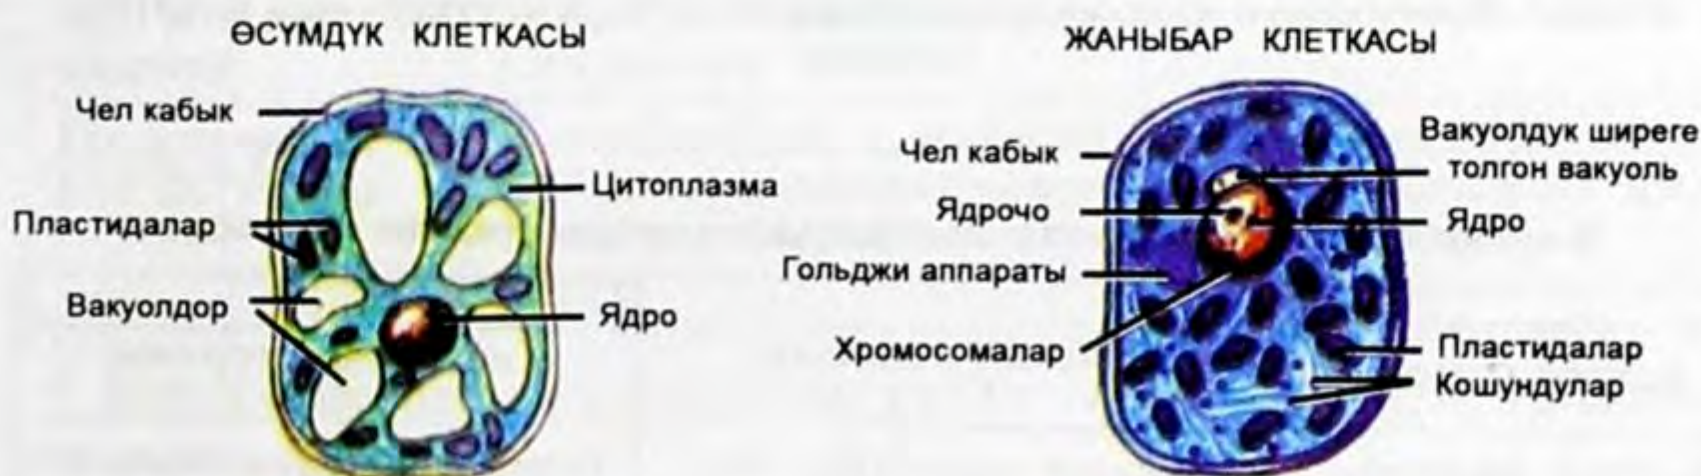 ӨСҮМДҮК КЛЕТКАСЫ
Чел кабык
Цитоплазма
Пластидалар
Вакуолдор
Ядро
ЖАНЫБАР КЛЕТКАСЫ
Чел кабык
Вакуолдук ширеге
толгон вакуоль
Ядрочо
Ядро
Гольджи аппараты
Хромосомалар
Пластидалар
Кошундулар